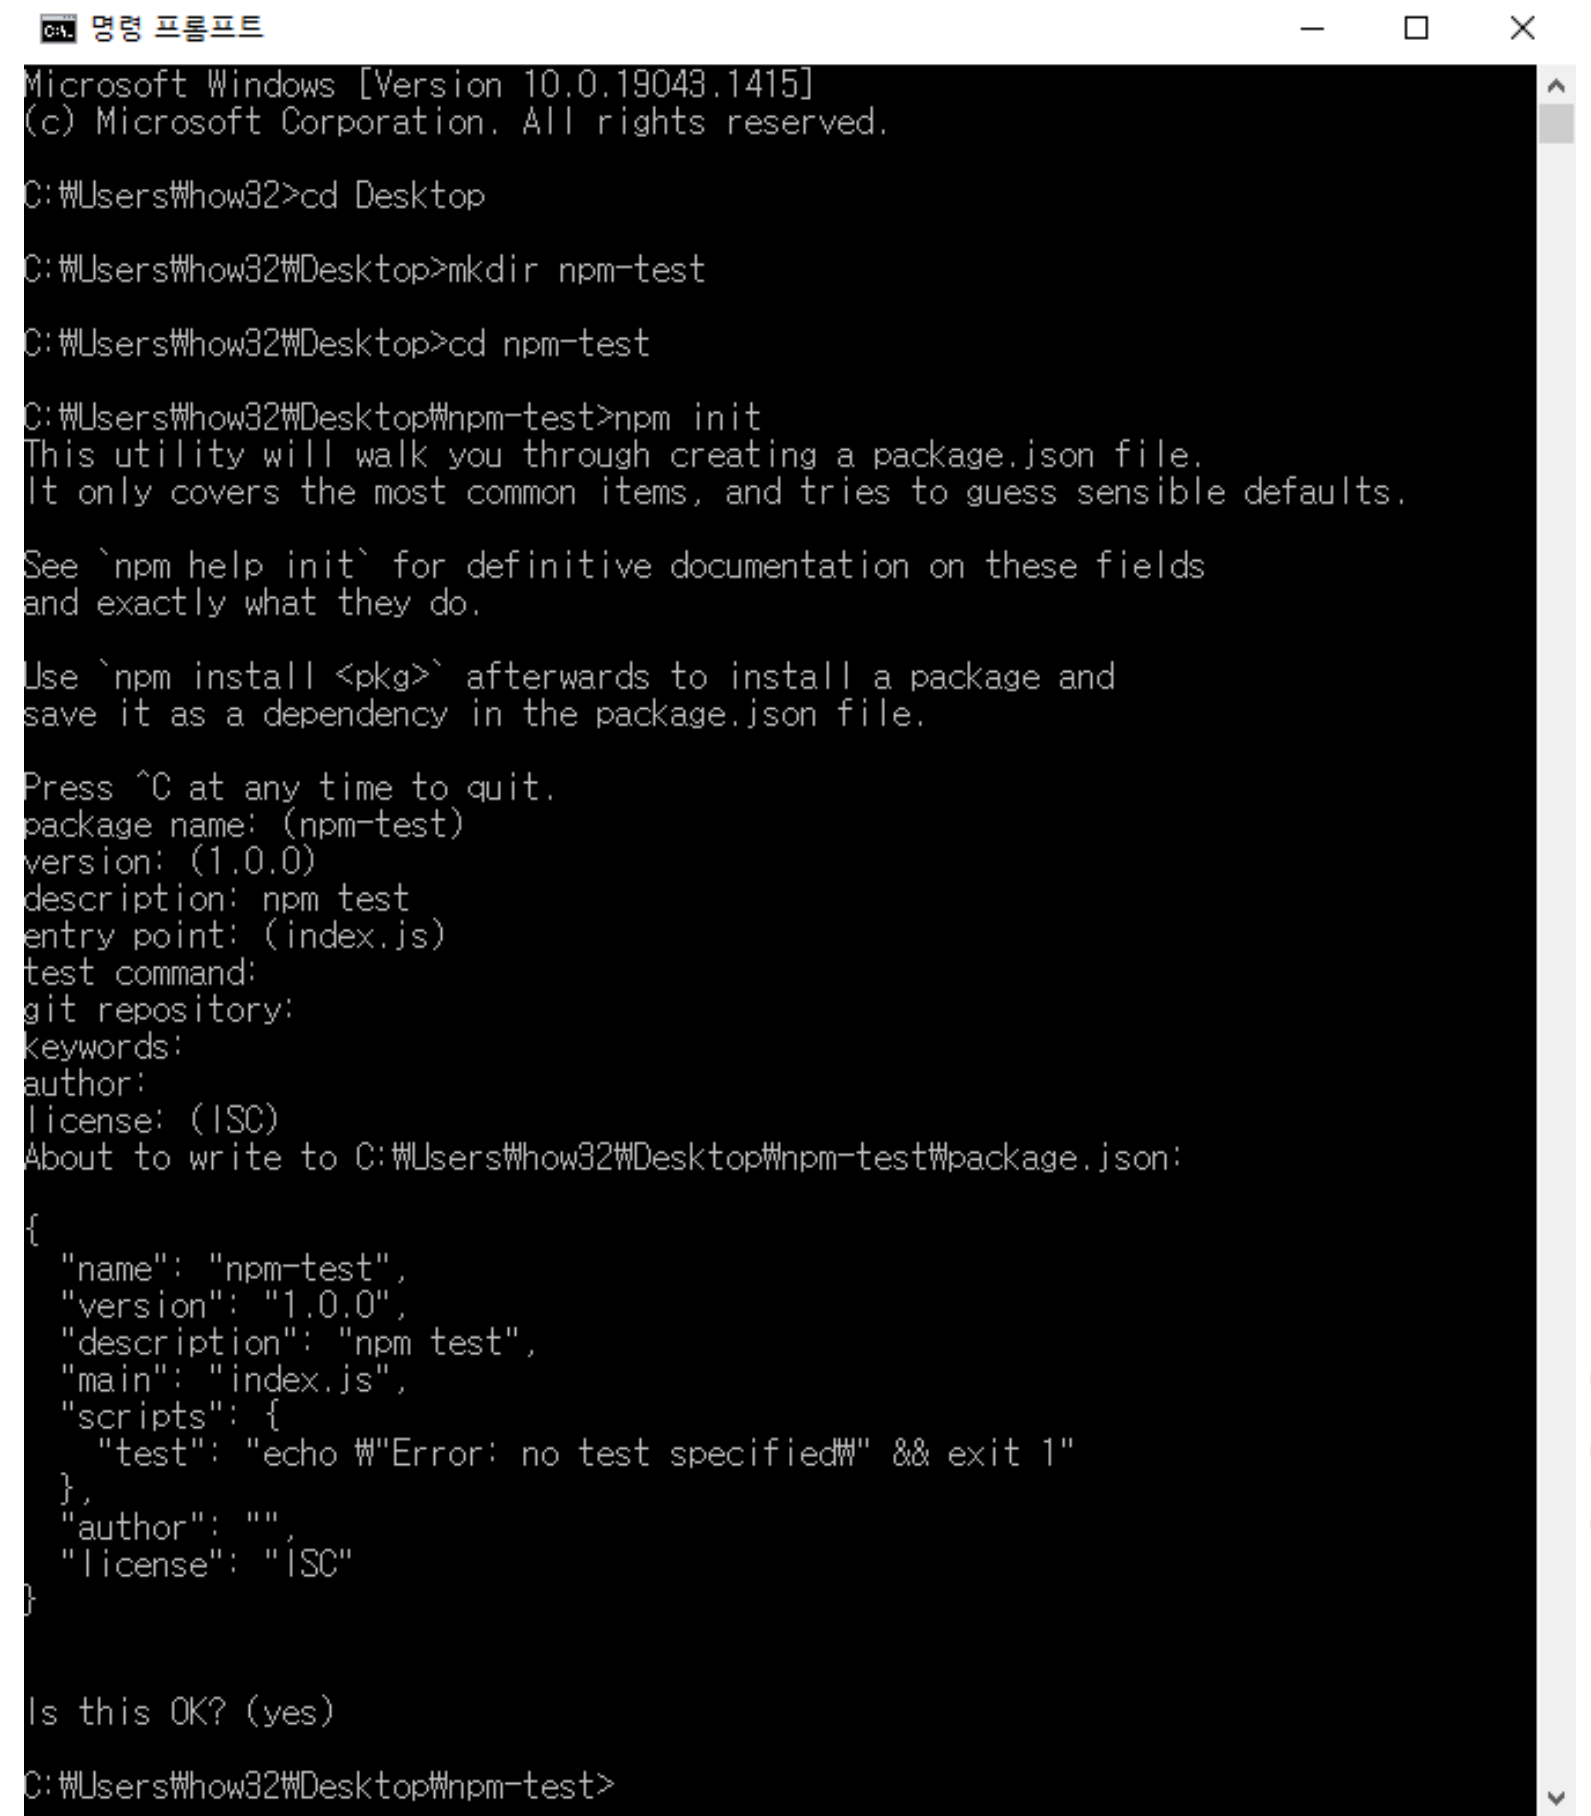 명령 프롬프트
Microsoft Windows [Version 10.0.19043.1415]
(c) Microsoft Corporation. All rights reserved.
C:₩Users₩how32>cd Desktop
C:₩Users₩how32₩Desktop>mkdir npm-test
C:₩Users₩how32₩Desktop>cd npm-test
C:₩Users₩how32₩Desktop₩npm-test>npm init
This utility will walk you through creating a package.json file.
It only covers the most common items, and tries to guess sensible defaults.
See `npm help init` for definitive documentation on these fields
and exactly what they do.
Use `npm install <pkg>` afterwards to install a package and
save it as a dependency in the package.json file.
Press ^C at any time to quit.
package name: (npm-test)
version: (1.0.0)
description: npm test
entry point: (index.js)
test command:
git repository:
keywords:
author:
license: (ISC)
About to write to C:₩Users₩how32₩Desktop₩npm-test₩package.json:
{
  "name": "npm-test",
  "version": "1.0.0",
  "description": "npm test",
  "main": "index.js",
  "scripts": {
    "test": "echo ₩"Error: no test specified₩" && exit 1"
  },
  "author": "",
  "license": "ISC"
}
Is this OK? (yes)
C:₩Users₩how32₩Desktop₩npm-test>